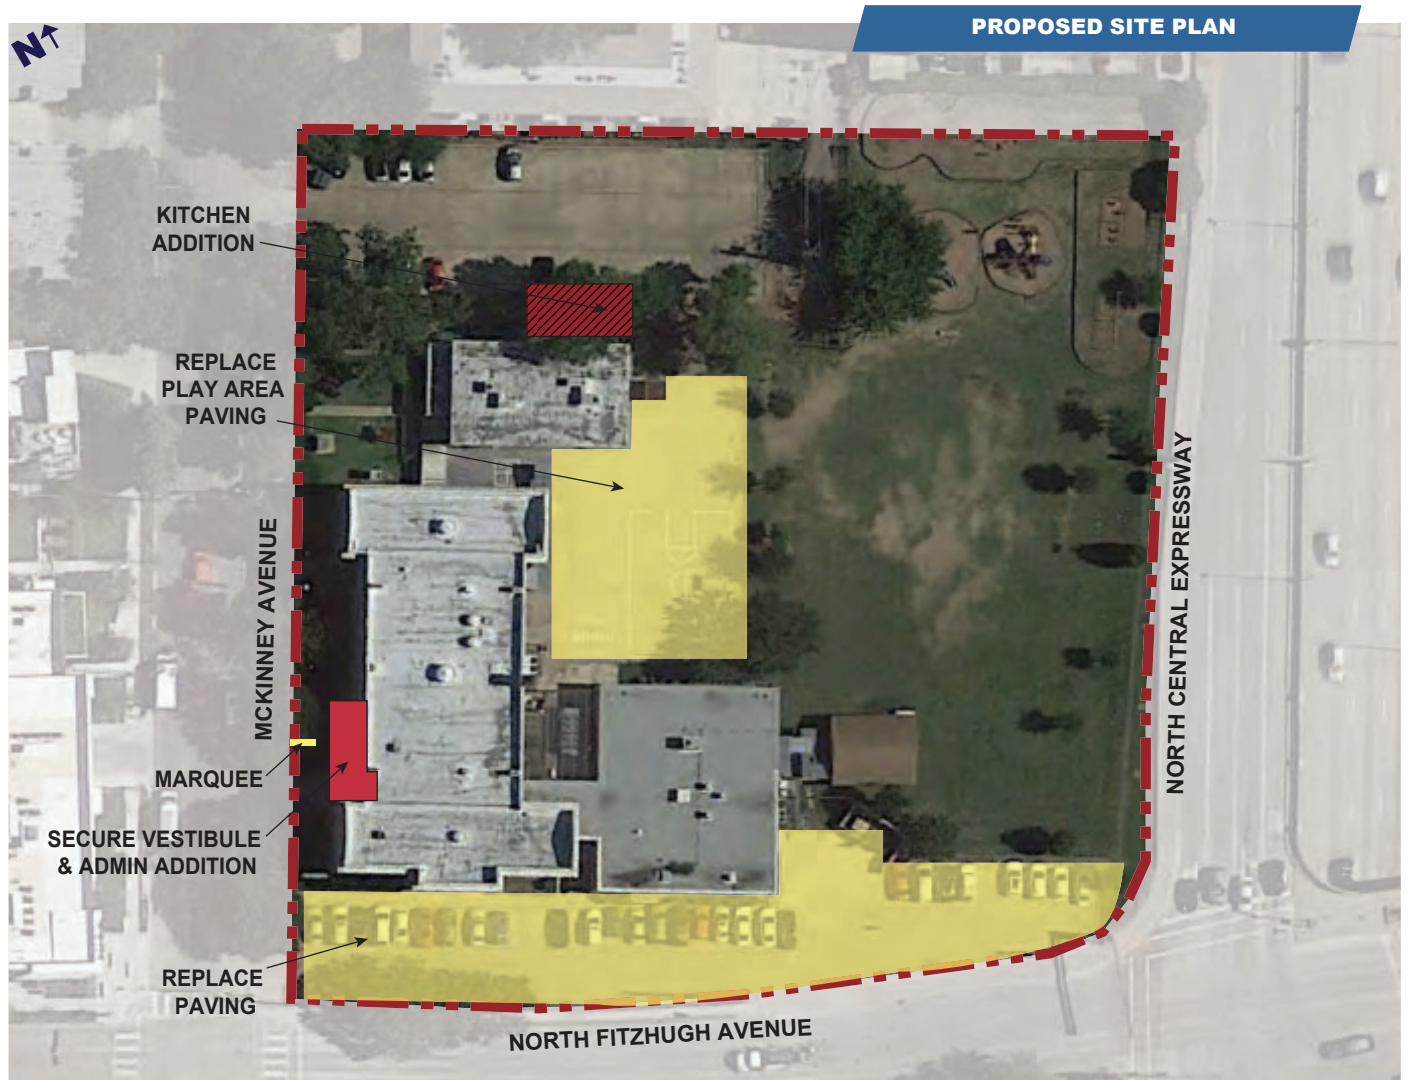 PROPOSED SITE PLAN
N
KITCHEN
ADDITION
REPLACE
PLAY AREA
PAVING
MCKINNEY AVENUE
NORTH CENTRAL EXPRESSWAY
MARQUEE
SECURE VESTIBULE
& ADMIN ADDITION
REPLACE
PAVING
NORTH FITZHUGH AVENUE